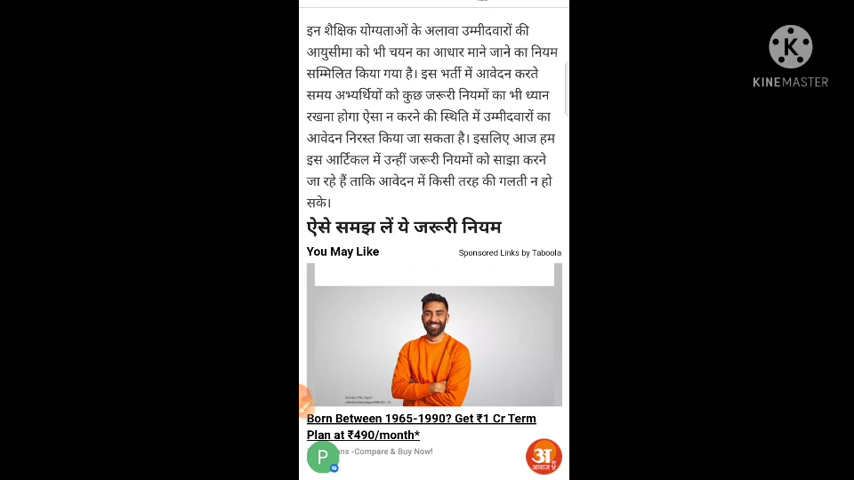 इन शैक्षिक योग्यताओं के अलावा उम्मीदवारों की
आयुसीमा को भी चयन का आधार माने जाने का नियम
सम्मिलित किया गया है। इस भर्ती में आवेदन करते
समय अभ्यर्थियों को कुछ जरूरी नियमों का भी ध्यान
रखना होगा ऐसा न करने की स्थिति में उम्मीदवारों का
आवेदन निरस्त किया जा सकता है। इसलिए आज हम
इस आर्टिकल में उन्हीं जरूरी नियमों को साझा करने
जा रहे हैं ताकि आवेदन में किसी तरह की गलती न हो
सके।
ऐसे समझ लें ये जरूरी नियम
You May Like
Sponsored Links by Taboola
Born Between 1965-1990? Get ₹1 Cr Term
Plan at ₹490/month*
-Compare & Buy Now!
P
अ
आवाज़
K
KINEMASTER